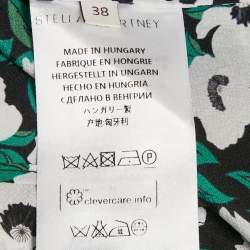 38
STELLA McCARTNEY
MADE IN HUNGARY
FABRIQUE EN HONGRIE
HERGESTELLT IN UNGARN
HECHO EN HUNGRIA
СДЕЛАНО В ВЕНГРИИ
ハンガリー製
产地:匈牙利
clevercare.info